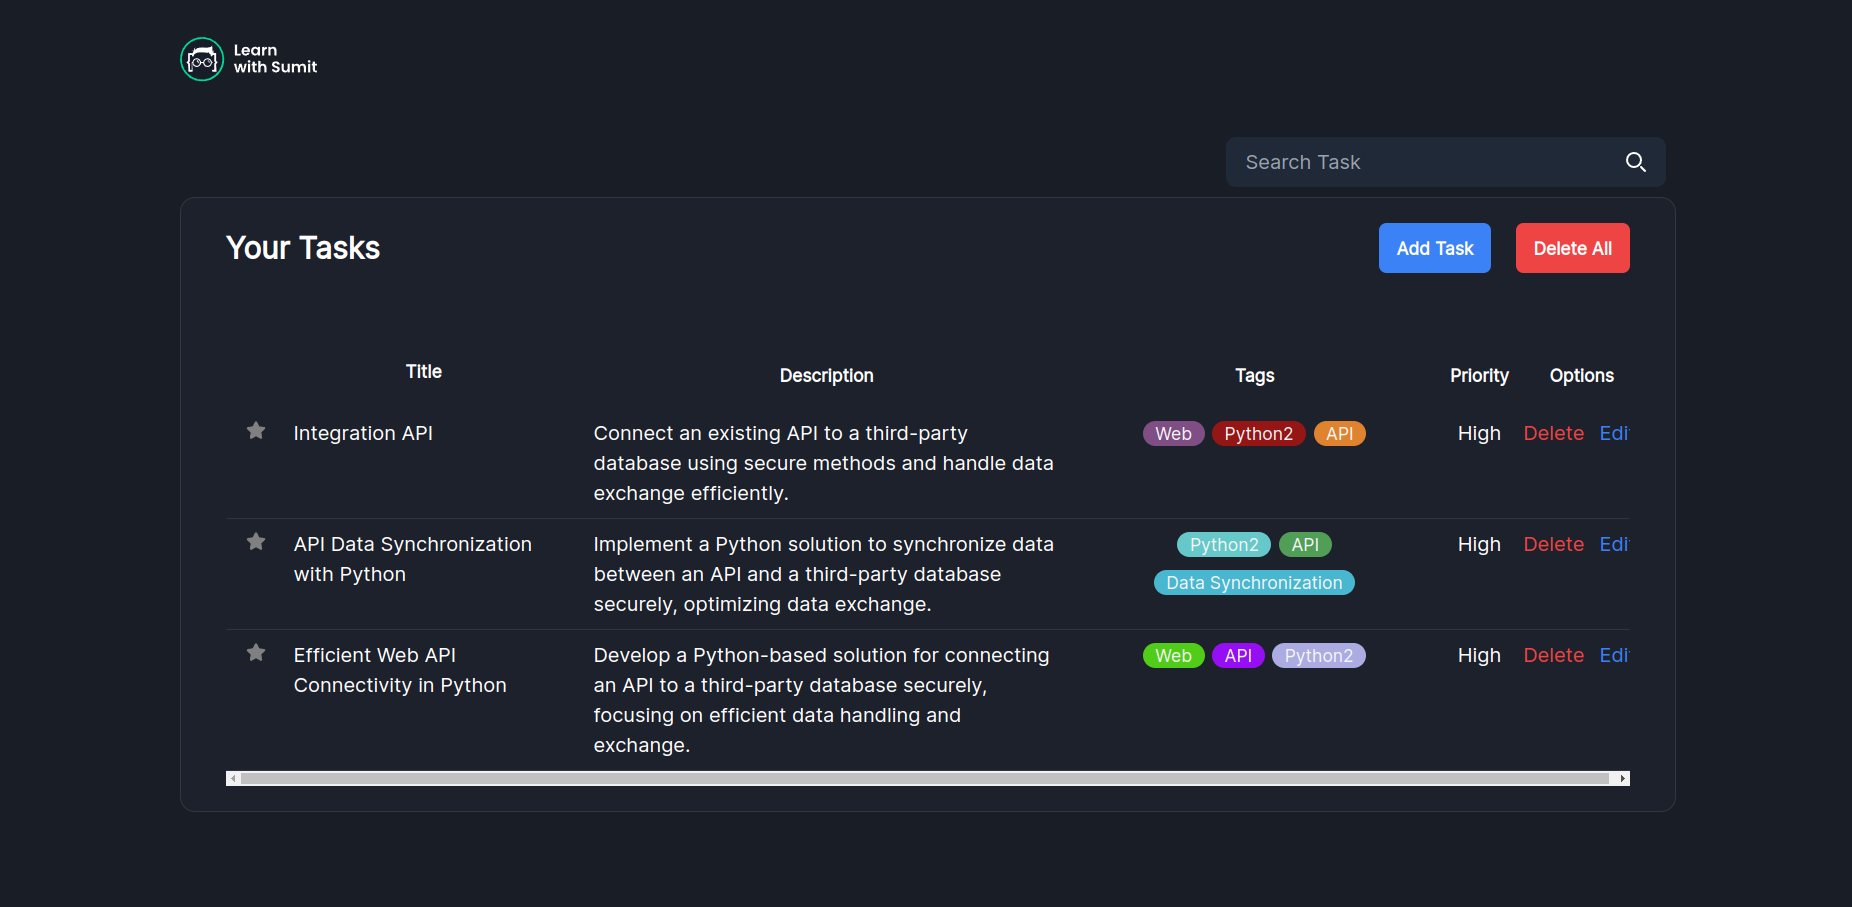 Learn
with Sumit
Search Task
Your Tasks
Add Task
Delete All
Title
Description
Tags
Priority
Options
Integration API
Connect an existing API to a third-party
database using secure methods and handle data
exchange efficiently.
Web
Python2
API
High
Delete
Edi
API Data Synchronization
with Python
Implement a Python solution to synchronize data
between an API and a third-party database
securely, optimizing data exchange.
Python2
API
Data Synchronization
High
Delete
Edi
Efficient Web API
Connectivity in Python
Develop a Python-based solution for connecting
an API to a third-party database securely,
focusing on efficient data handling and
exchange.
Web
API
Python2
High
Delete
Edi